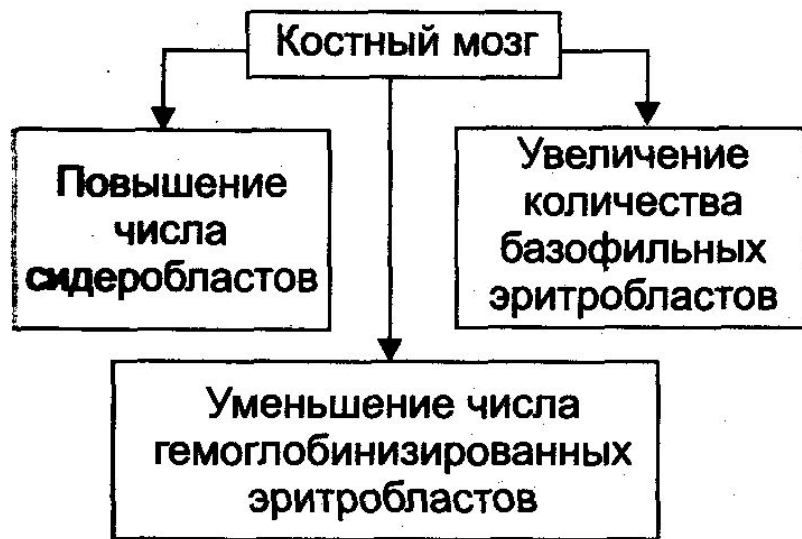 Костный мозг
Повышение
числа
сидеробластов
Увеличение
количества
базофильных
эритробластов
Уменьшение числа
гемоглобинизированных
эритробластов